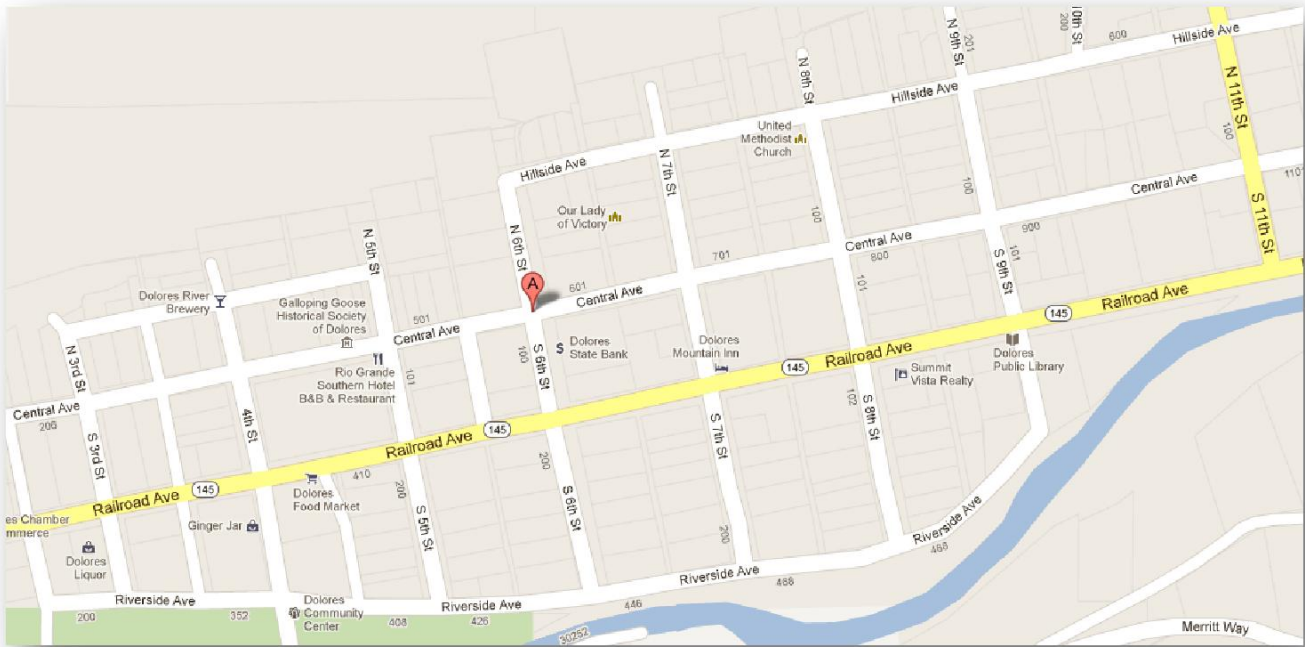 N 9th St
201
10th St
200
600
Hillside Ave
N 8th St
N 11th St
100
Hillside Ave
United
Methodist
Church
Hillside Ave
N 7th St
100
100
Central Ave
1101
Our Lady
of Victory
N 6th St
N 5th St
701
Central Ave
800
900
101
S 9th St
S 11th St
A
601
Central Ave
101
Dolores River
Brewery
Galloping Goose
Historical Society
of Dolores
501
Central Ave
145
Railroad Ave
100
S 6th St
Dolores
State Bank
Dolores
Mountain Inn
145
Railroad Ave
Summit
Vista Realty
Dolores
Public Library
N 3rd St
Rio Grande
Southern Hotel
B&B & Restaurant
101
102
S 8th St
Central Ave
206
4th St
S 3rd St
145
Railroad Ave
S 7th St
410
200
200
S 6th St
S 5th St
145
Railroad Ave
Dolores
Food Market
es Chamber
mmerce
Ginger Jar
Dolores
Liquor
200
Riverside Ave
468
Riverside Ave
488
Riverside Ave
200
352
Dolores
Community
Center
408
Riverside Ave
426
446
30252
Merritt Way